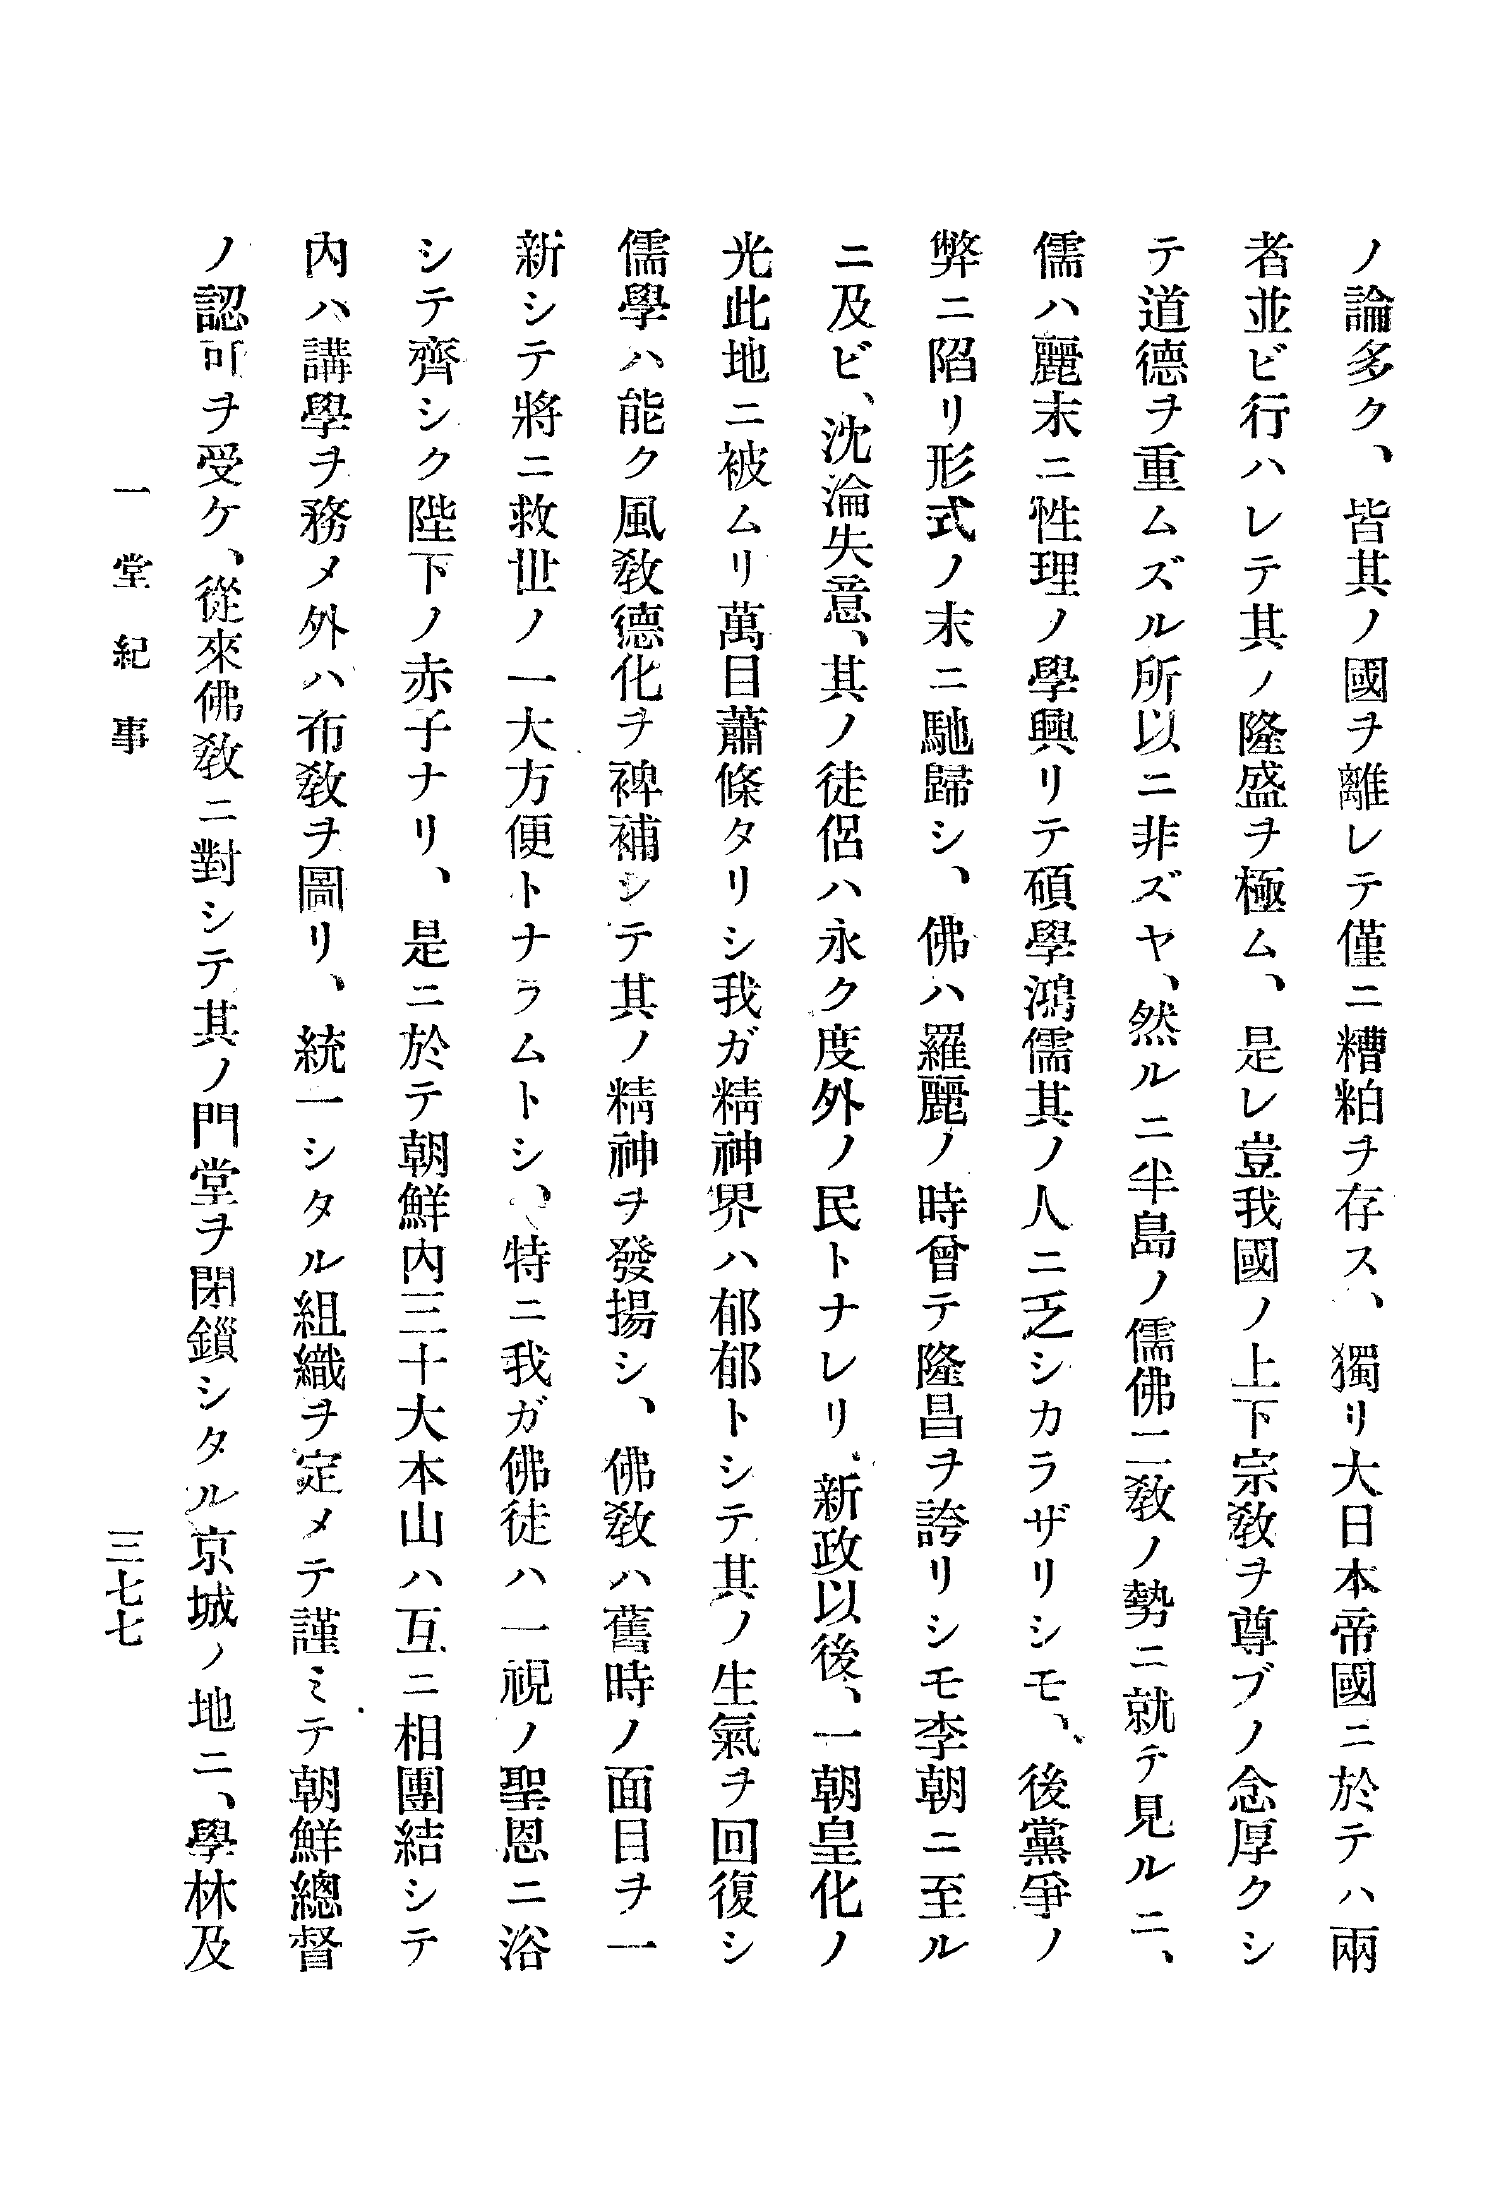 ノ論多ク、皆其ノ國ヲ離レテ僅ニ糟粕ヲ存ス、獨リ大日本帝國ニ於テハ兩
者並ビ行ハレテ其ノ隆盛ヲ極ム、是レ豈我國ノ上下宗教ヲ尊ブノ念厚クシ
テ道德ヲ重ムズル所以ニ非ズヤ、然ルニ半島ノ儒佛二教ノ勢ニ就テ見ルニ、
儒ハ麗末ニ性理ノ學興リテ碩學鴻儒其ノ人ニ乏シカラザリシモ、後黨爭ノ
弊ニ陷リ形式ノ末ニ馳歸シ、佛ハ羅麗ノ時曾テ隆昌ヲ誇リシモ李朝ニ至ル
ニ及ビ、沈淪失意、其ノ徒侶ハ永ク度外ノ民トナレリ、新政以後、一朝皇化ノ
光此地ニ被ムリ萬目蕭條タリシ我ガ精神界ハ郁郁トシテ其ノ生氣ヲ回復シ
儒學ハ能ク風教德化ヲ裨補シテ其ノ精神ヲ發揚シ、佛教ハ舊時ノ面目ヲ一
新シテ將ニ救世ノ一大方便トナラムトシ、特ニ我ガ佛徒ハ一視ノ聖恩ニ浴
シテ齊シク陛下ノ赤子ナリ、是ニ於テ朝鮮內三十大本山ハ互ニ相團結シテ
內ハ講學ヲ務メ外ハ布教ヲ圖リ、統一シタル組織ヲ定メテ謹ミテ朝鮮總督
ノ認可ヲ受ケ、從來佛教ニ對シテ其ノ門堂ヲ閉鎖シタル京城ノ地ニ、學林及
一堂紀事
三七七